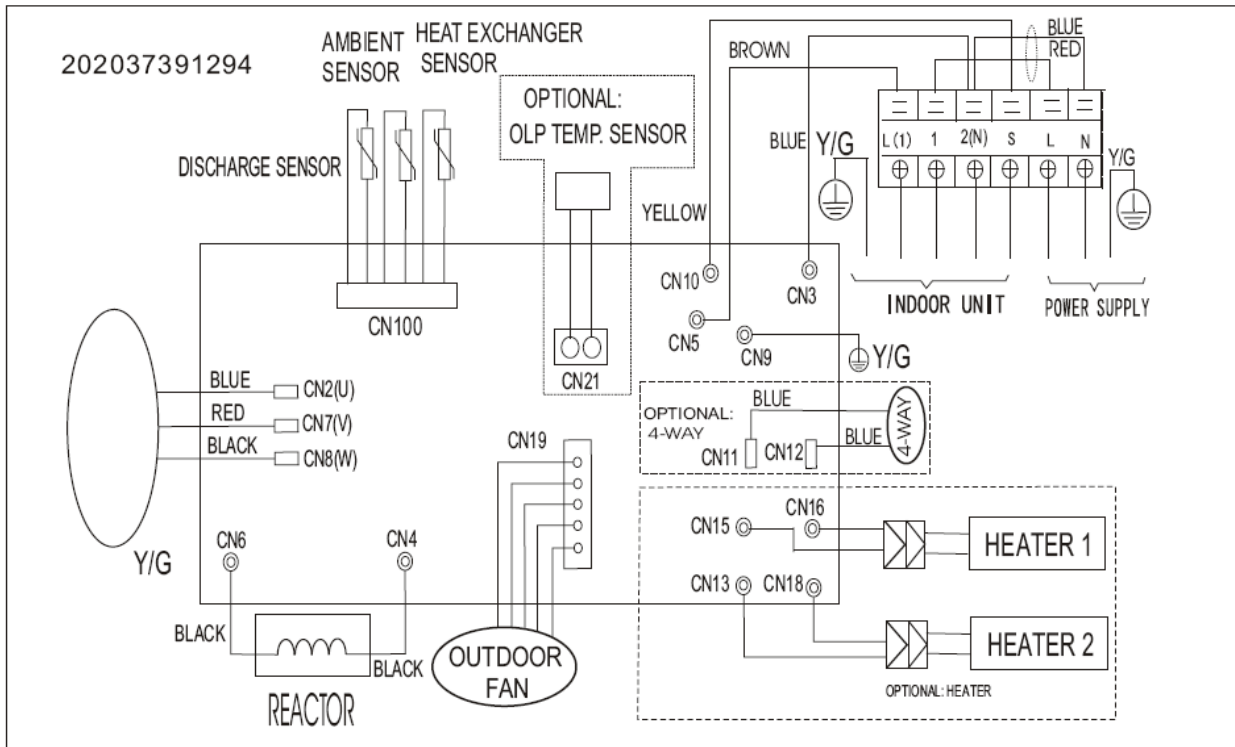 202037391294
AMBIENT
SENSOR
HEAT EXCHANGER
SENSOR
DISCHARGE SENSOR
CN100
OPTIONAL:
OLP TEMP. SENSOR
CN21
BROWN
BLUE
RED
BLUE
YELLOW
Y/G
L(1) 1 2(N) S L N
Y/G
INDOOR UNIT
POWER SUPPLY
CN10
CN3
CN5
CN9
Y/G
BLUE
CN2(U)
RED
CN7(V)
BLACK
CN8(W)
Y/G
CN19
OPTIONAL:
4-WAY
BLUE
BLUE
CN11
CN12
4-WAY
CN6
CN4
BLACK
BLACK
REACTOR
OUTDOOR
FAN
CN15
CN16
HEATER 1
CN13
CN18
HEATER 2
OPTIONAL: HEATER